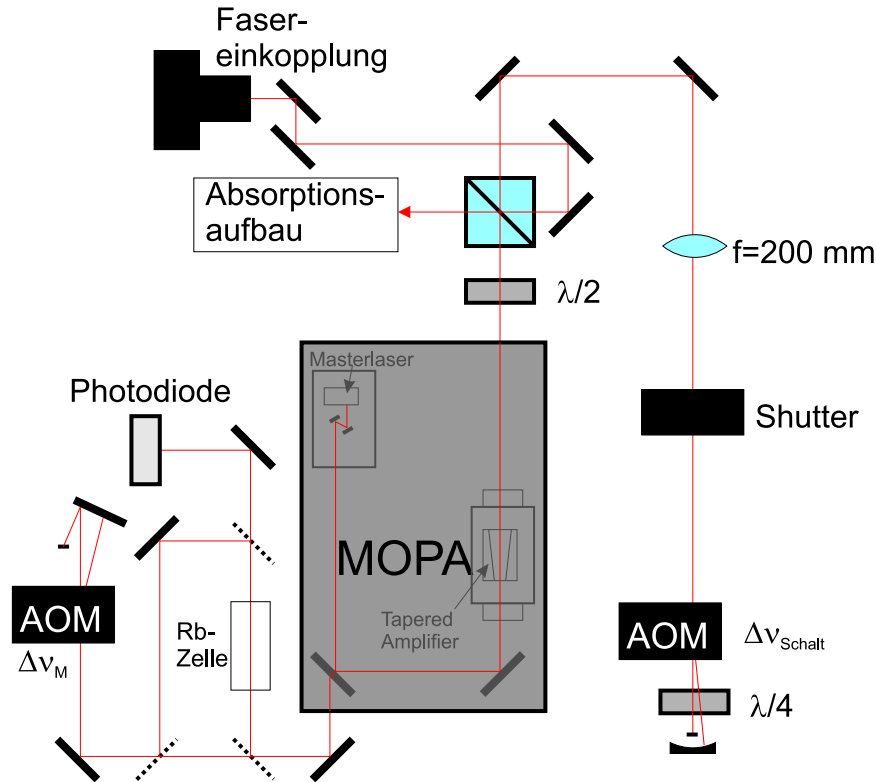 Faser-
einkopplung
Absorptions-
aufbau
f=200 mm
λ/2
Masterlaser
Photodiode
Shutter
MOPA
AOM
Δν_M
Rb-
Zelle
Tapered
Amplifier
AOM
Δν_Schalt
λ/4